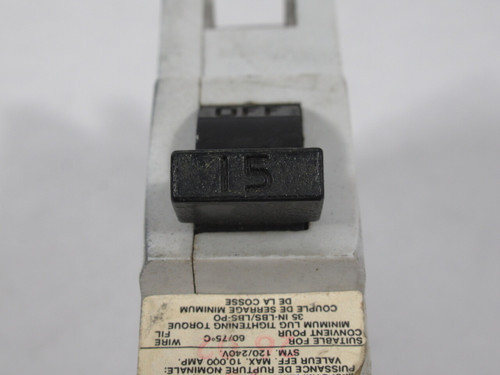 OFF
15
PUISSANCE DE RUPTURE NOMINALE:
VALEUR EFF. MAX. 10,000 AMP.
SYM. 120/240V.
SUITABLE FOR 60/75°C WIRE
CONVIENT POUR FIL
MINIMUM LUG TIGHTENING TORQUE
35 IN-LBS/LBS-PO
COUPLE DE SERRAGE MINIMUM
DE LA COSSE